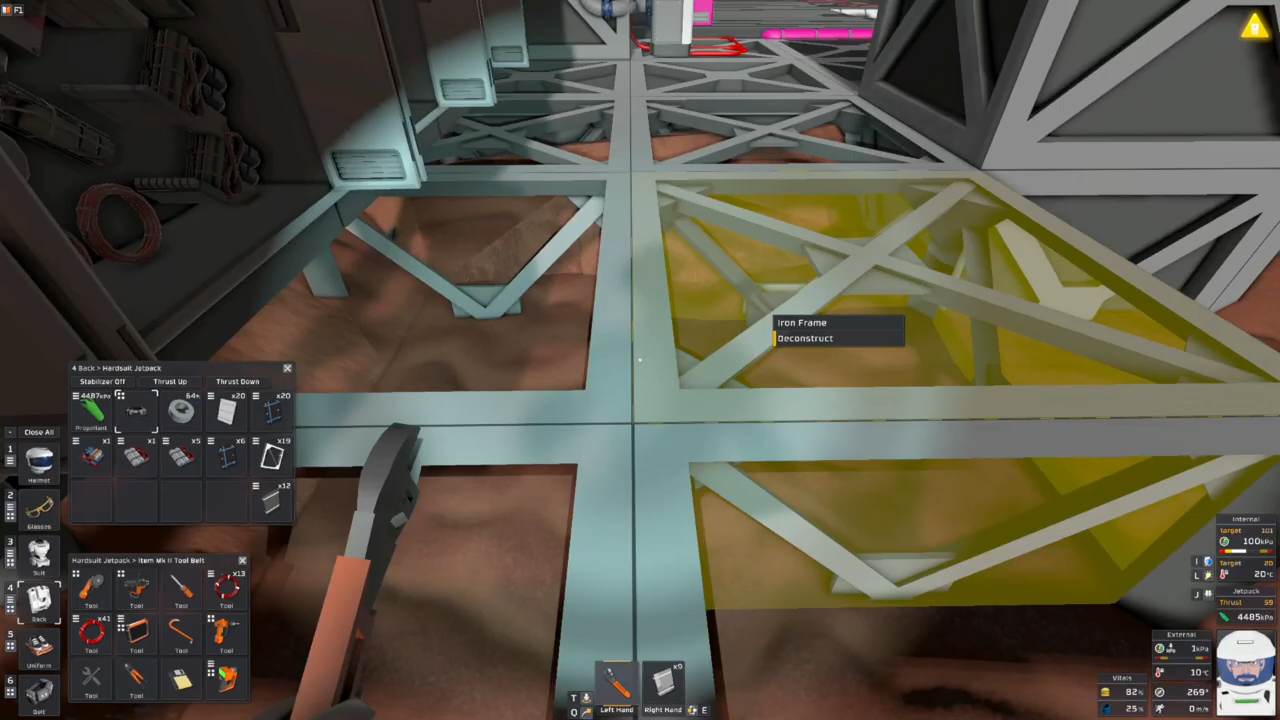 F1
Iron Frame
Deconstruct
4 Back > Hardsuit Jetpack
Stabilizer Off
Thrust Up
Thrust Down
4487kPa
64%
x20
x20
Propellant
x1
x1
x5
x6
x19
x12
- Close All
1
Helmet
2
Glasses
3
Suit
4
Back
5
Uniform
6
Belt
Hardsuit Jetpack > Item Mk II Tool Belt
x13
Tool
Tool
Tool
Tool
x41
Tool
Tool
Tool
Tool
Tool
Tool
Tool
Tool
T
O
Left Hand
x9
Right Hand
E
Internal
Target 101
100kPa
Target 20
20°C
I
L
J
Jetpack
Thrust 59
4485kPa
External
1kPa
10°C
269°
0 m/s
Vitals
82%
25%